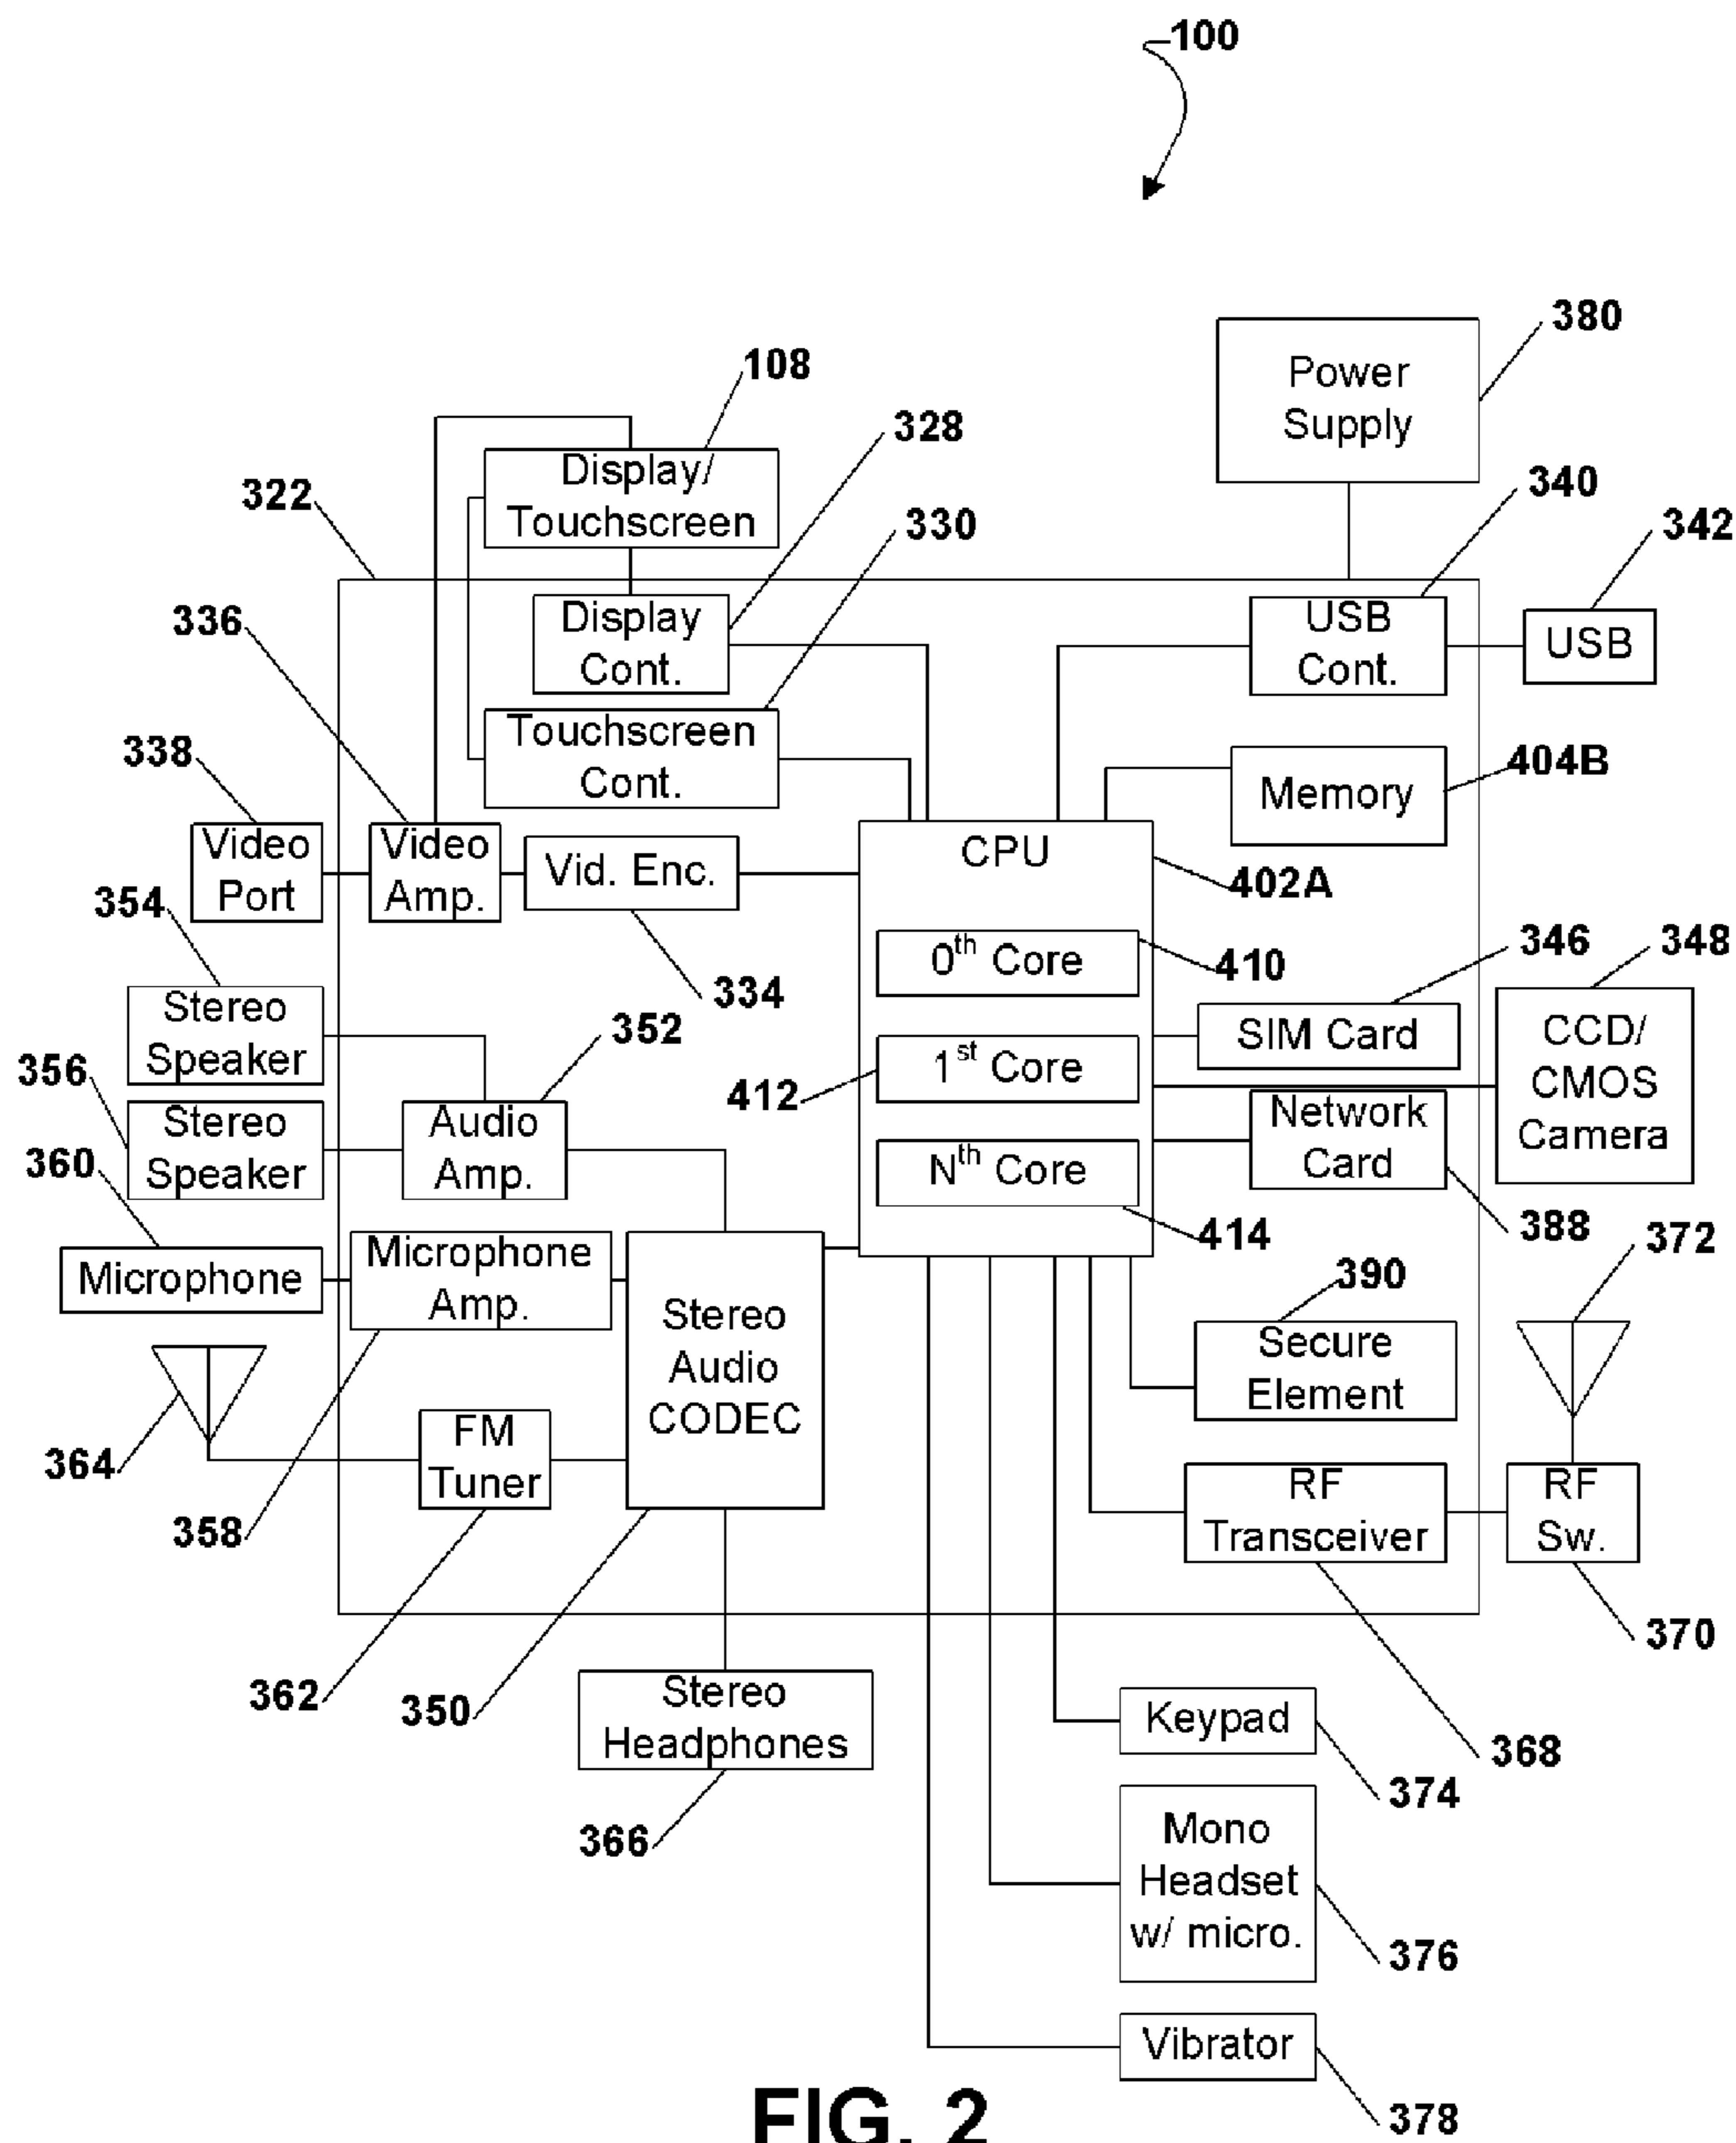 100
380
Power
Supply
108
328
Display/
Touchscreen
322
330
340
342
336
Display
Cont.
USB
Cont.
USB
338
Touchscreen
Cont.
404B
Memory
Video
Port
Video
Amp.
Vid. Enc.
CPU
402A
354
334
0th Core
410
346
348
Stereo
Speaker
352
1st Core
SIM Card
CCD/
CMOS
Camera
356
412
Stereo
Speaker
Audio
Amp.
Network
Card
360
Nth Core
414
388
372
Microphone
Microphone
Amp.
390
Stereo
Audio
CODEC
Secure
Element
364
FM
Tuner
RF
Transceiver
RF
Sw.
358
370
362
350
Stereo
Headphones
Keypad
368
374
366
Mono
Headset
w/ micro.
376
Vibrator
378
FIG. 2